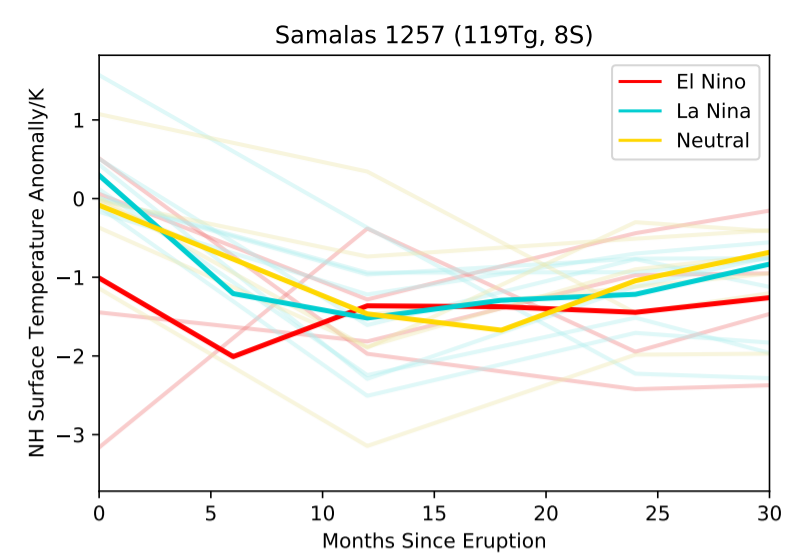 Samalas 1257 (119Tg, 8S)
NH Surface Temperature Anomally/K
1
0
−1
−2
−3
El Nino
La Nina
Neutral
0 5 10 15 20 25 30
Months Since Eruption